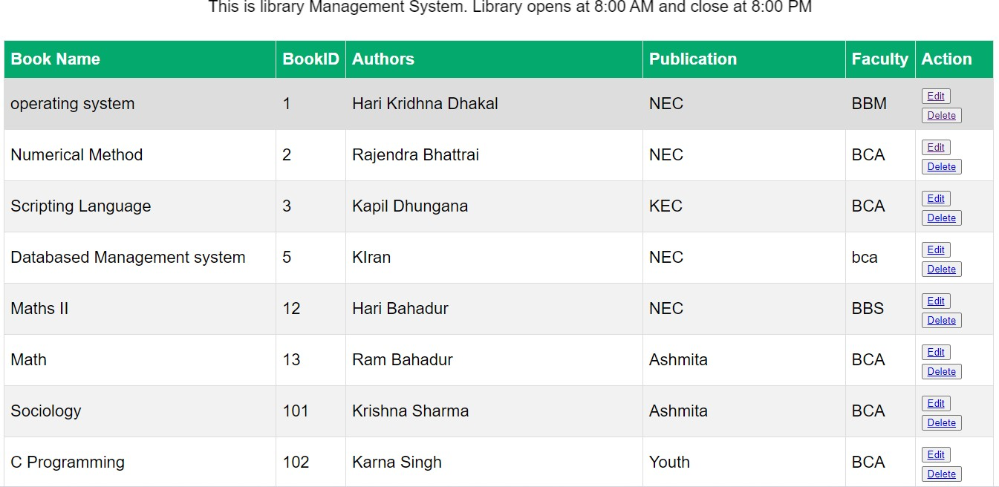 This is library Management System. Library opens at 8:00 AM and close at 8:00 PM
Book Name BookID Authors Publication Faculty Action
operating system 1 Hari Kridhna Dhakal NEC BBM Edit
Delete
Numerical Method 2 Rajendra Bhattrai NEC BCA Edit
Delete
Scripting Language 3 Kapil Dhungana KEC BCA Edit
Delete
Databased Management system 5 KIran NEC bca Edit
Delete
Maths II 12 Hari Bahadur NEC BBS Edit
Delete
Math 13 Ram Bahadur Ashmita BCA Edit
Delete
Sociology 101 Krishna Sharma Ashmita BCA Edit
Delete
C Programming 102 Karna Singh Youth BCA Edit
Delete